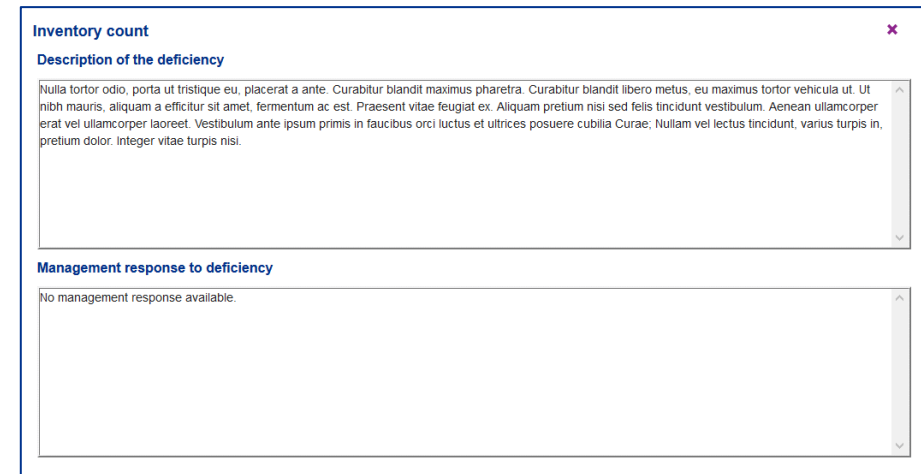 Inventory count
Description of the deficiency
Nulla tortor odio, porta ut tristique eu, placerat a ante. Curabitur blandit maximus pharetra. Curabitur blandit libero metus, eu maximus tortor vehicula ut. Ut
nibh mauris, aliquam a efficitur sit amet, fermentum ac est. Praesent vitae feugiat ex. Aliquam pretium nisi sed felis tincidunt vestibulum. Aenean ullamcorper
erat vel ullamcorper laoreet. Vestibulum ante ipsum primis in faucibus orci luctus et ultrices posuere cubilia Curae; Nullam vel lectus tincidunt, varius turpis in,
pretium dolor. Integer vitae turpis nisi.
Management response to deficiency
No management response available.